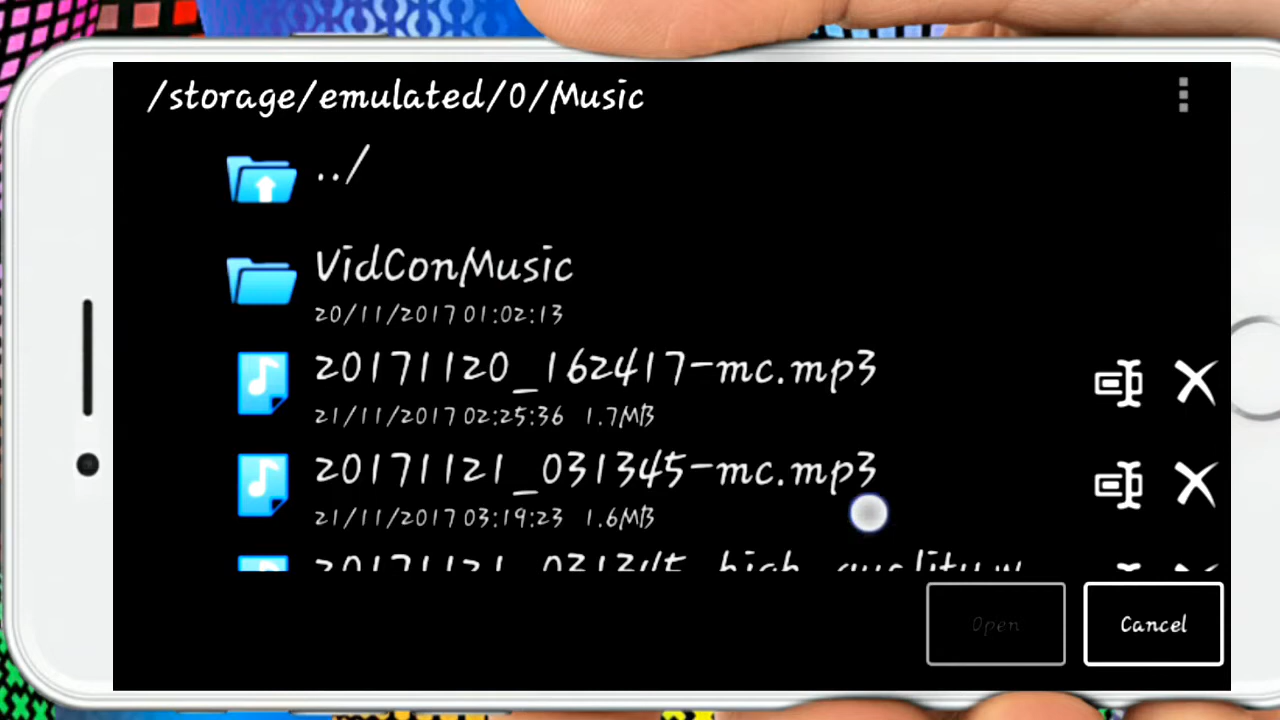 /storage/emulated/0/Music
../
VidConMusic
20/11/2017 01:02:13
20171120_162417-mc.mp3
21/11/2017 02:25:36 1.7MB
20171121_031345-mc.mp3
21/11/2017 03:19:23 1.6MB
20171121_031345_high_quality.w
Open
Cancel